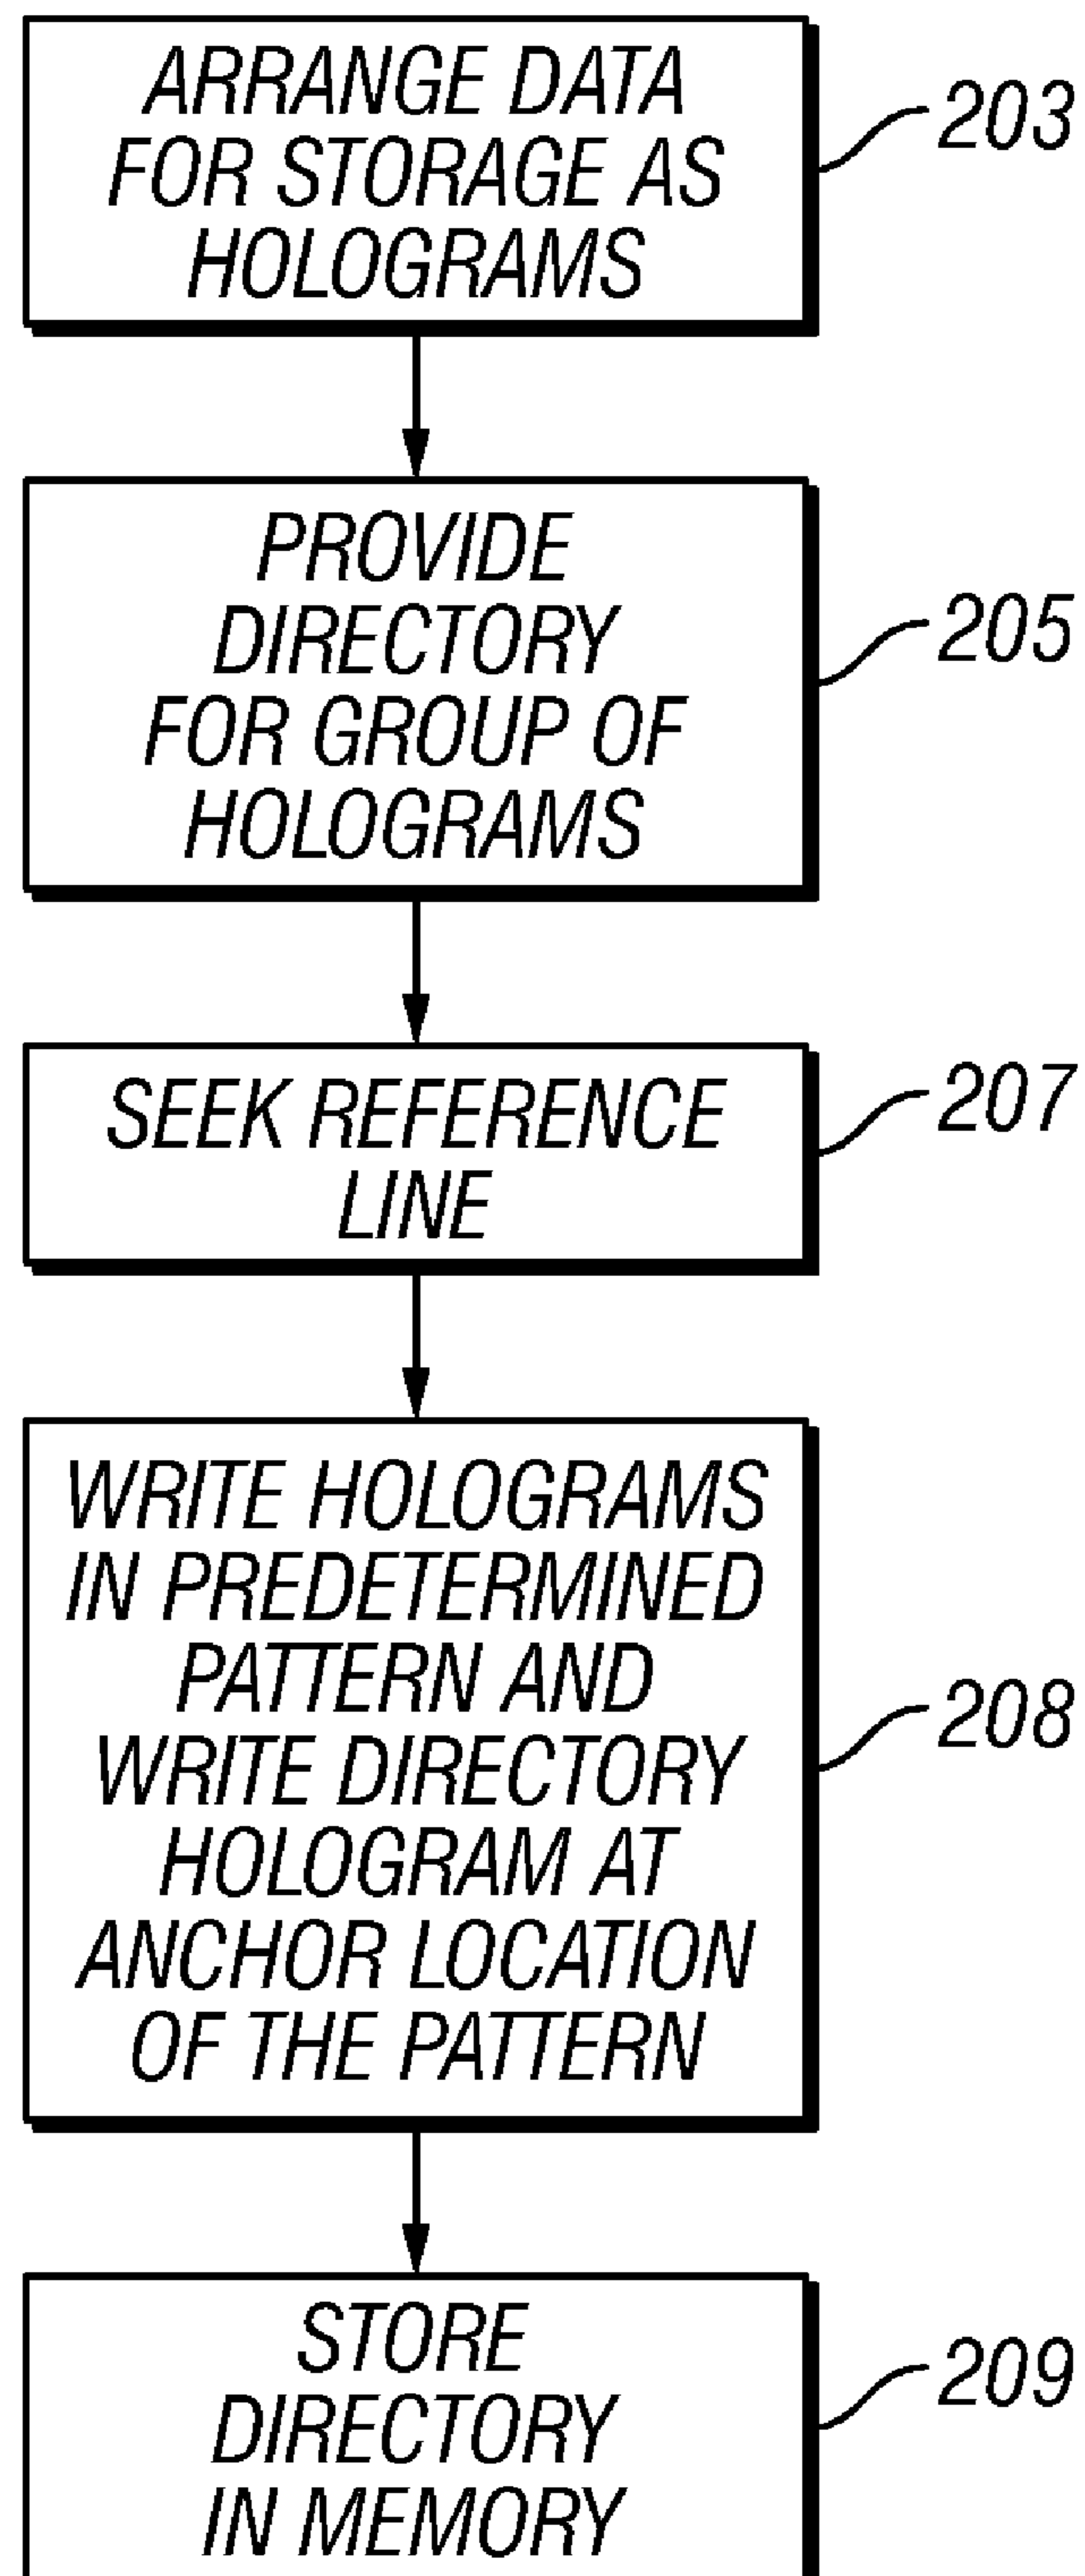 ARRANGE DATA
FOR STORAGE AS
HOLOGRAMS
203
PROVIDE
DIRECTORY
FOR GROUP OF
HOLOGRAMS
205
SEEK REFERENCE
LINE
207
WRITE HOLOGRAMS
IN PREDETERMINED
PATTERN AND
WRITE DIRECTORY
HOLOGRAM AT
ANCHOR LOCATION
OF THE PATTERN
208
STORE
DIRECTORY
IN MEMORY
209